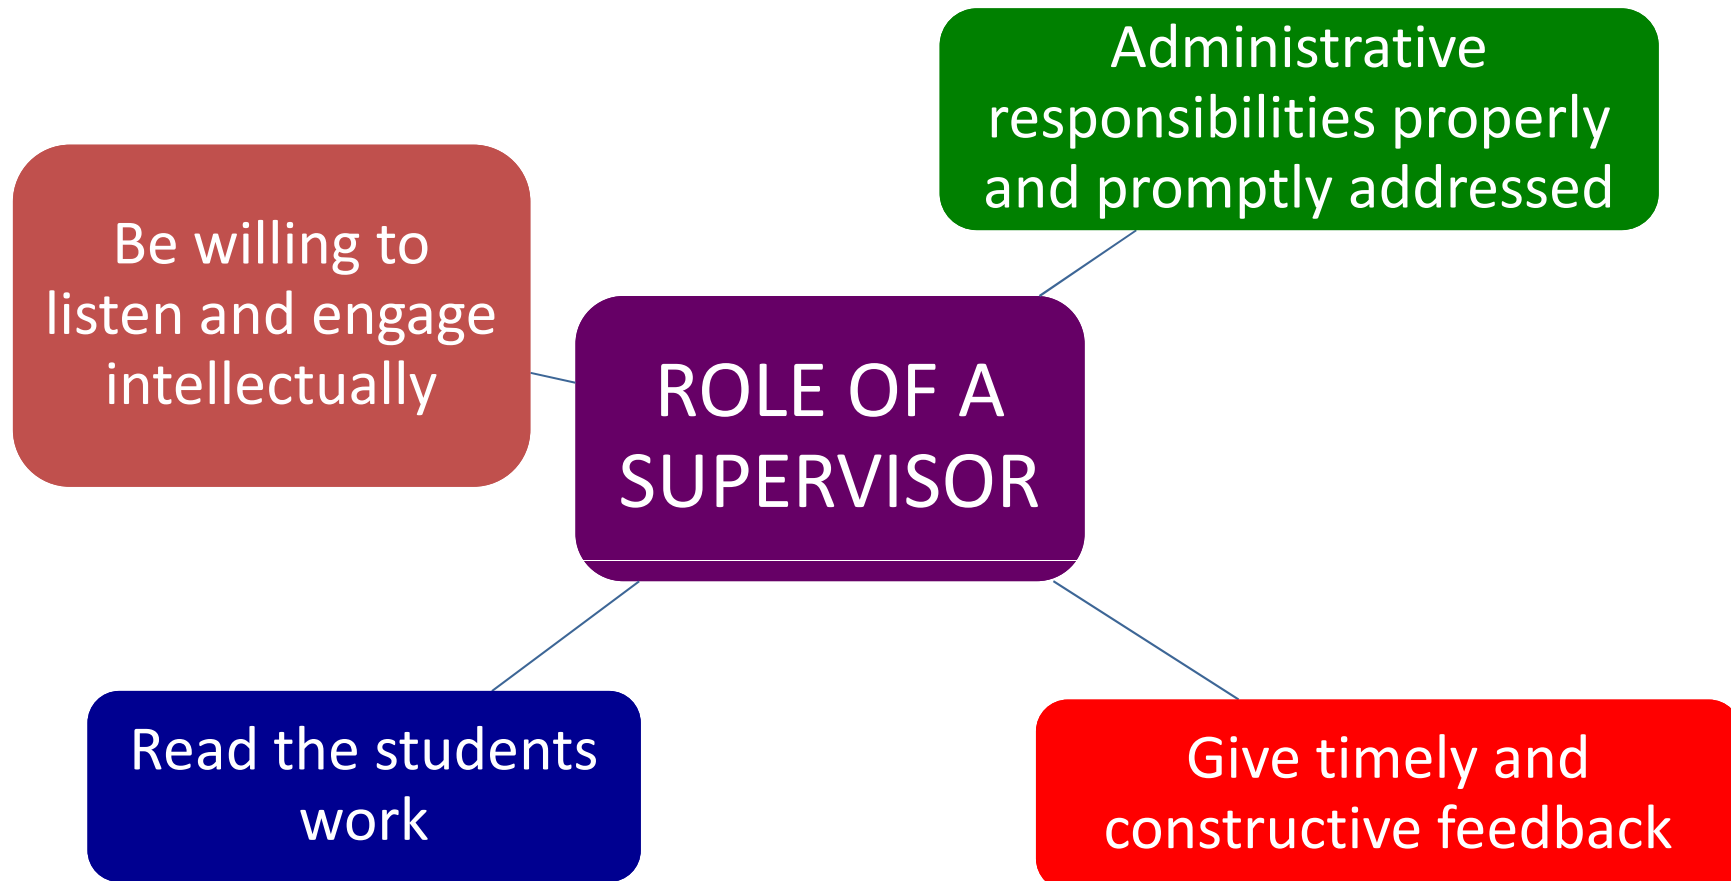 Administrative
responsibilities properly
and promptly addressed
Be willing to
listen and engage
intellectually
ROLE OF A
SUPERVISOR
Read the students
work
Give timely and
constructive feedback